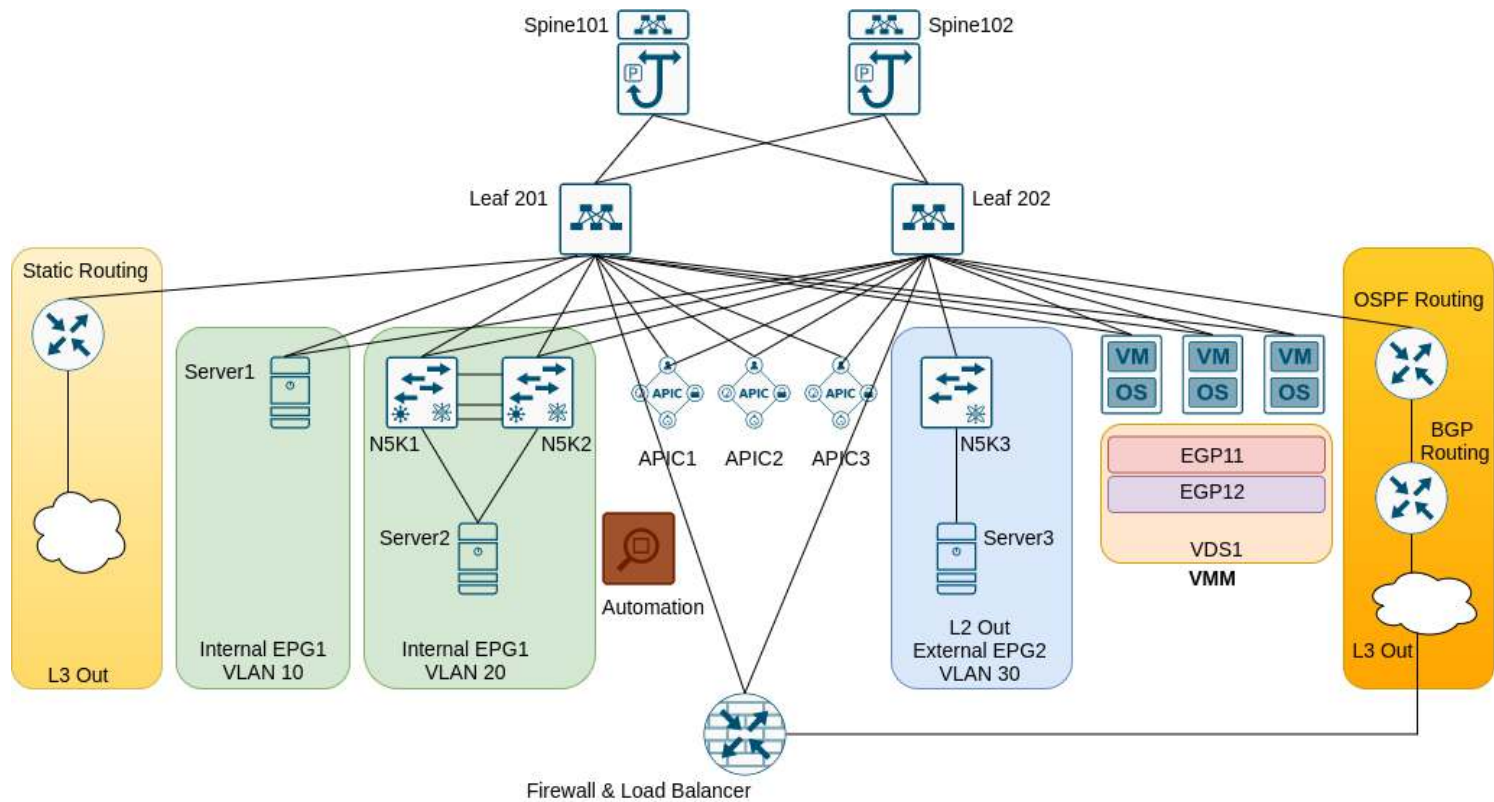 Spine101
Spine102
P
P
Leaf 201
Leaf 202
Static Routing
OSPF Routing
Server1
VM
VM
VM
APIC
APIC
APIC
OS
OS
OS
N5K1
N5K2
APIC1
APIC2
APIC3
N5K3
BGP
Routing
EGP11
EGP12
Server2
Server3
VDS1
VMM
Automation
L3 Out
Internal EPG1
VLAN 10
Internal EPG1
VLAN 20
L2 Out
External EPG2
VLAN 30
L3 Out
Firewall & Load Balancer